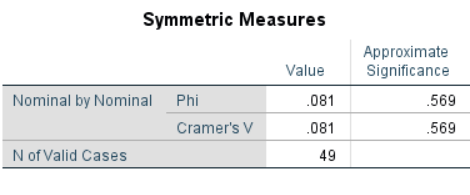 Symmetric Measures
Value Approximate Significance
Nominal by Nominal Phi .081 .569
Cramer's V .081 .569
N of Valid Cases 49